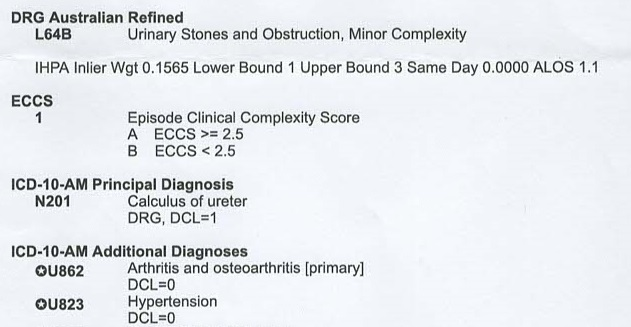 DRG Australian Refined
L64B Urinary Stones and Obstruction, Minor Complexity
IHPA Inlier Wgt 0.1565 Lower Bound 1 Upper Bound 3 Same Day 0.0000 ALOS 1.1
ECCS
1 Episode Clinical Complexity Score
A ECCS >= 2.5
B ECCS < 2.5
ICD-10-AM Principal Diagnosis
N201 Calculus of ureter
DRG, DCL=1
ICD-10-AM Additional Diagnoses
✪U862 Arthritis and osteoarthritis [primary]
DCL=0
✪U823 Hypertension
DCL=0